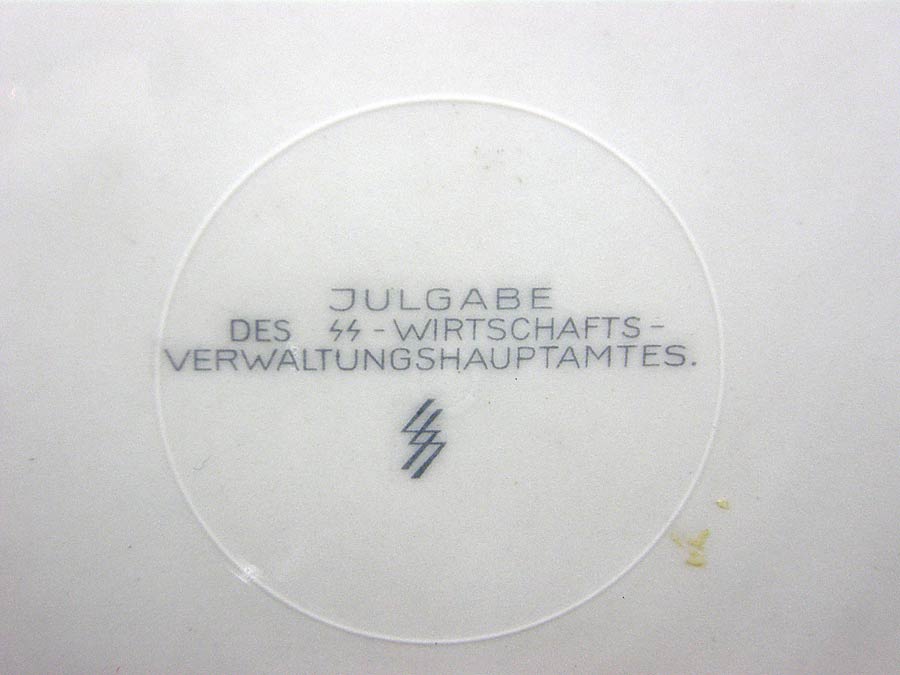 JULGABE
DES ᛋᛋ-WIRTSCHAFTS-
VERWALTUNGSHAUPTAMTES.